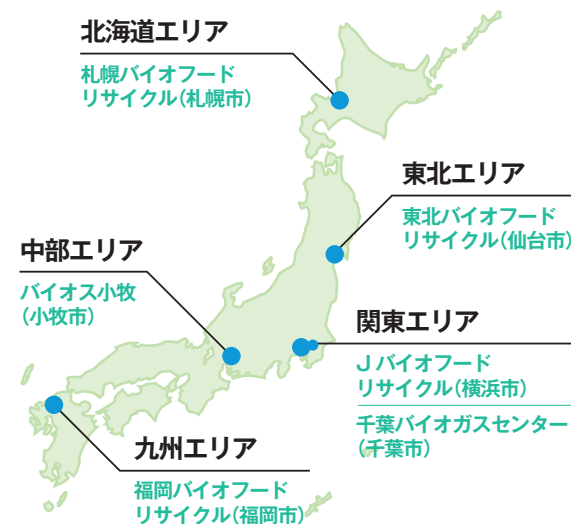 北海道エリア
札幌バイオフード
リサイクル(札幌市)
東北エリア
東北バイオフード
リサイクル(仙台市)
中部エリア
バイオス小牧
(小牧市)
関東エリア
Jバイオフード
リサイクル(横浜市)
千葉バイオガスセンター
(千葉市)
九州エリア
福岡バイオフード
リサイクル(福岡市)